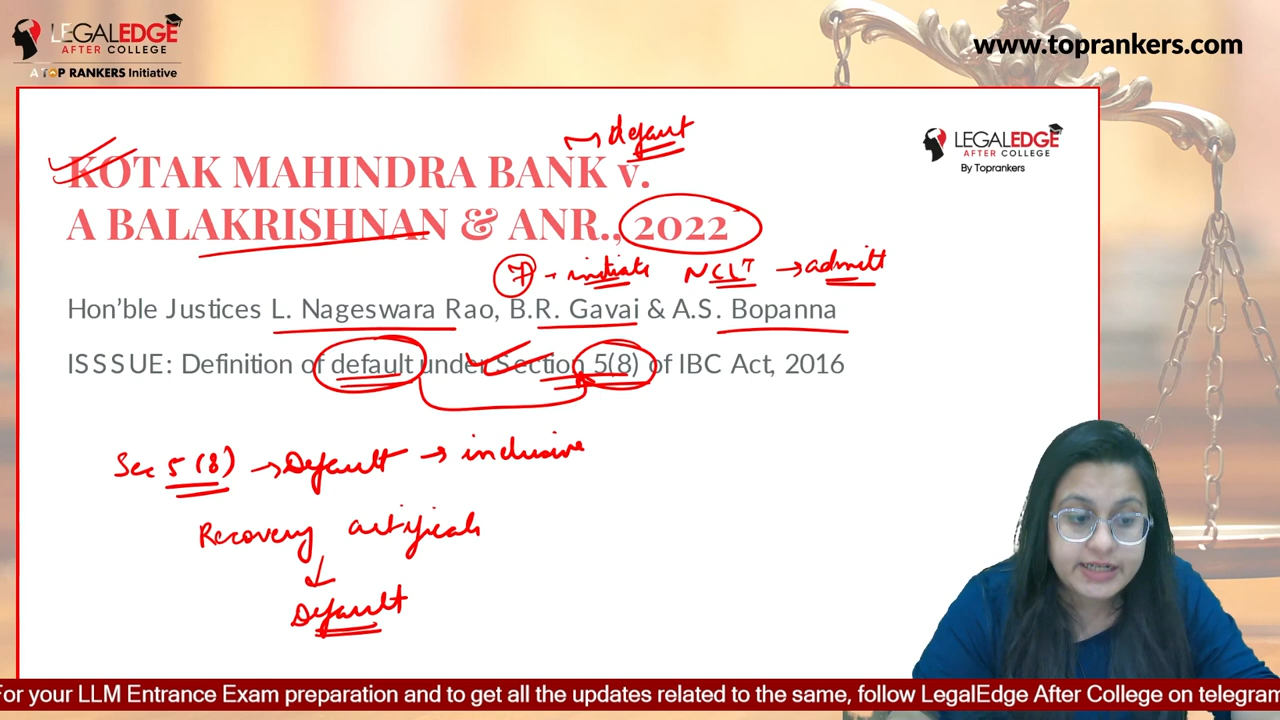 LEGALEDGE
AFTER COLLEGE
A TOP RANKERS Initiative
www.toprankers.com
LEGALEDGE
AFTER COLLEGE
By Toprankers
default
KOTAK MAHINDRA BANK v.
A BALAKRISHNAN & ANR., 2022
7 - initiate NCLT → admitt
Hon'ble Justices L. Nageswara Rao, B.R. Gavai & A.S. Bopanna
ISSSUE: Definition of default under Section 5(8) of IBC Act, 2016
Sec 5(8) → Default → inclusive
Recovery
Default
For your LLM Entrance Exam preparation and to get all the updates related to the same, follow LegalEdge After College on telegram